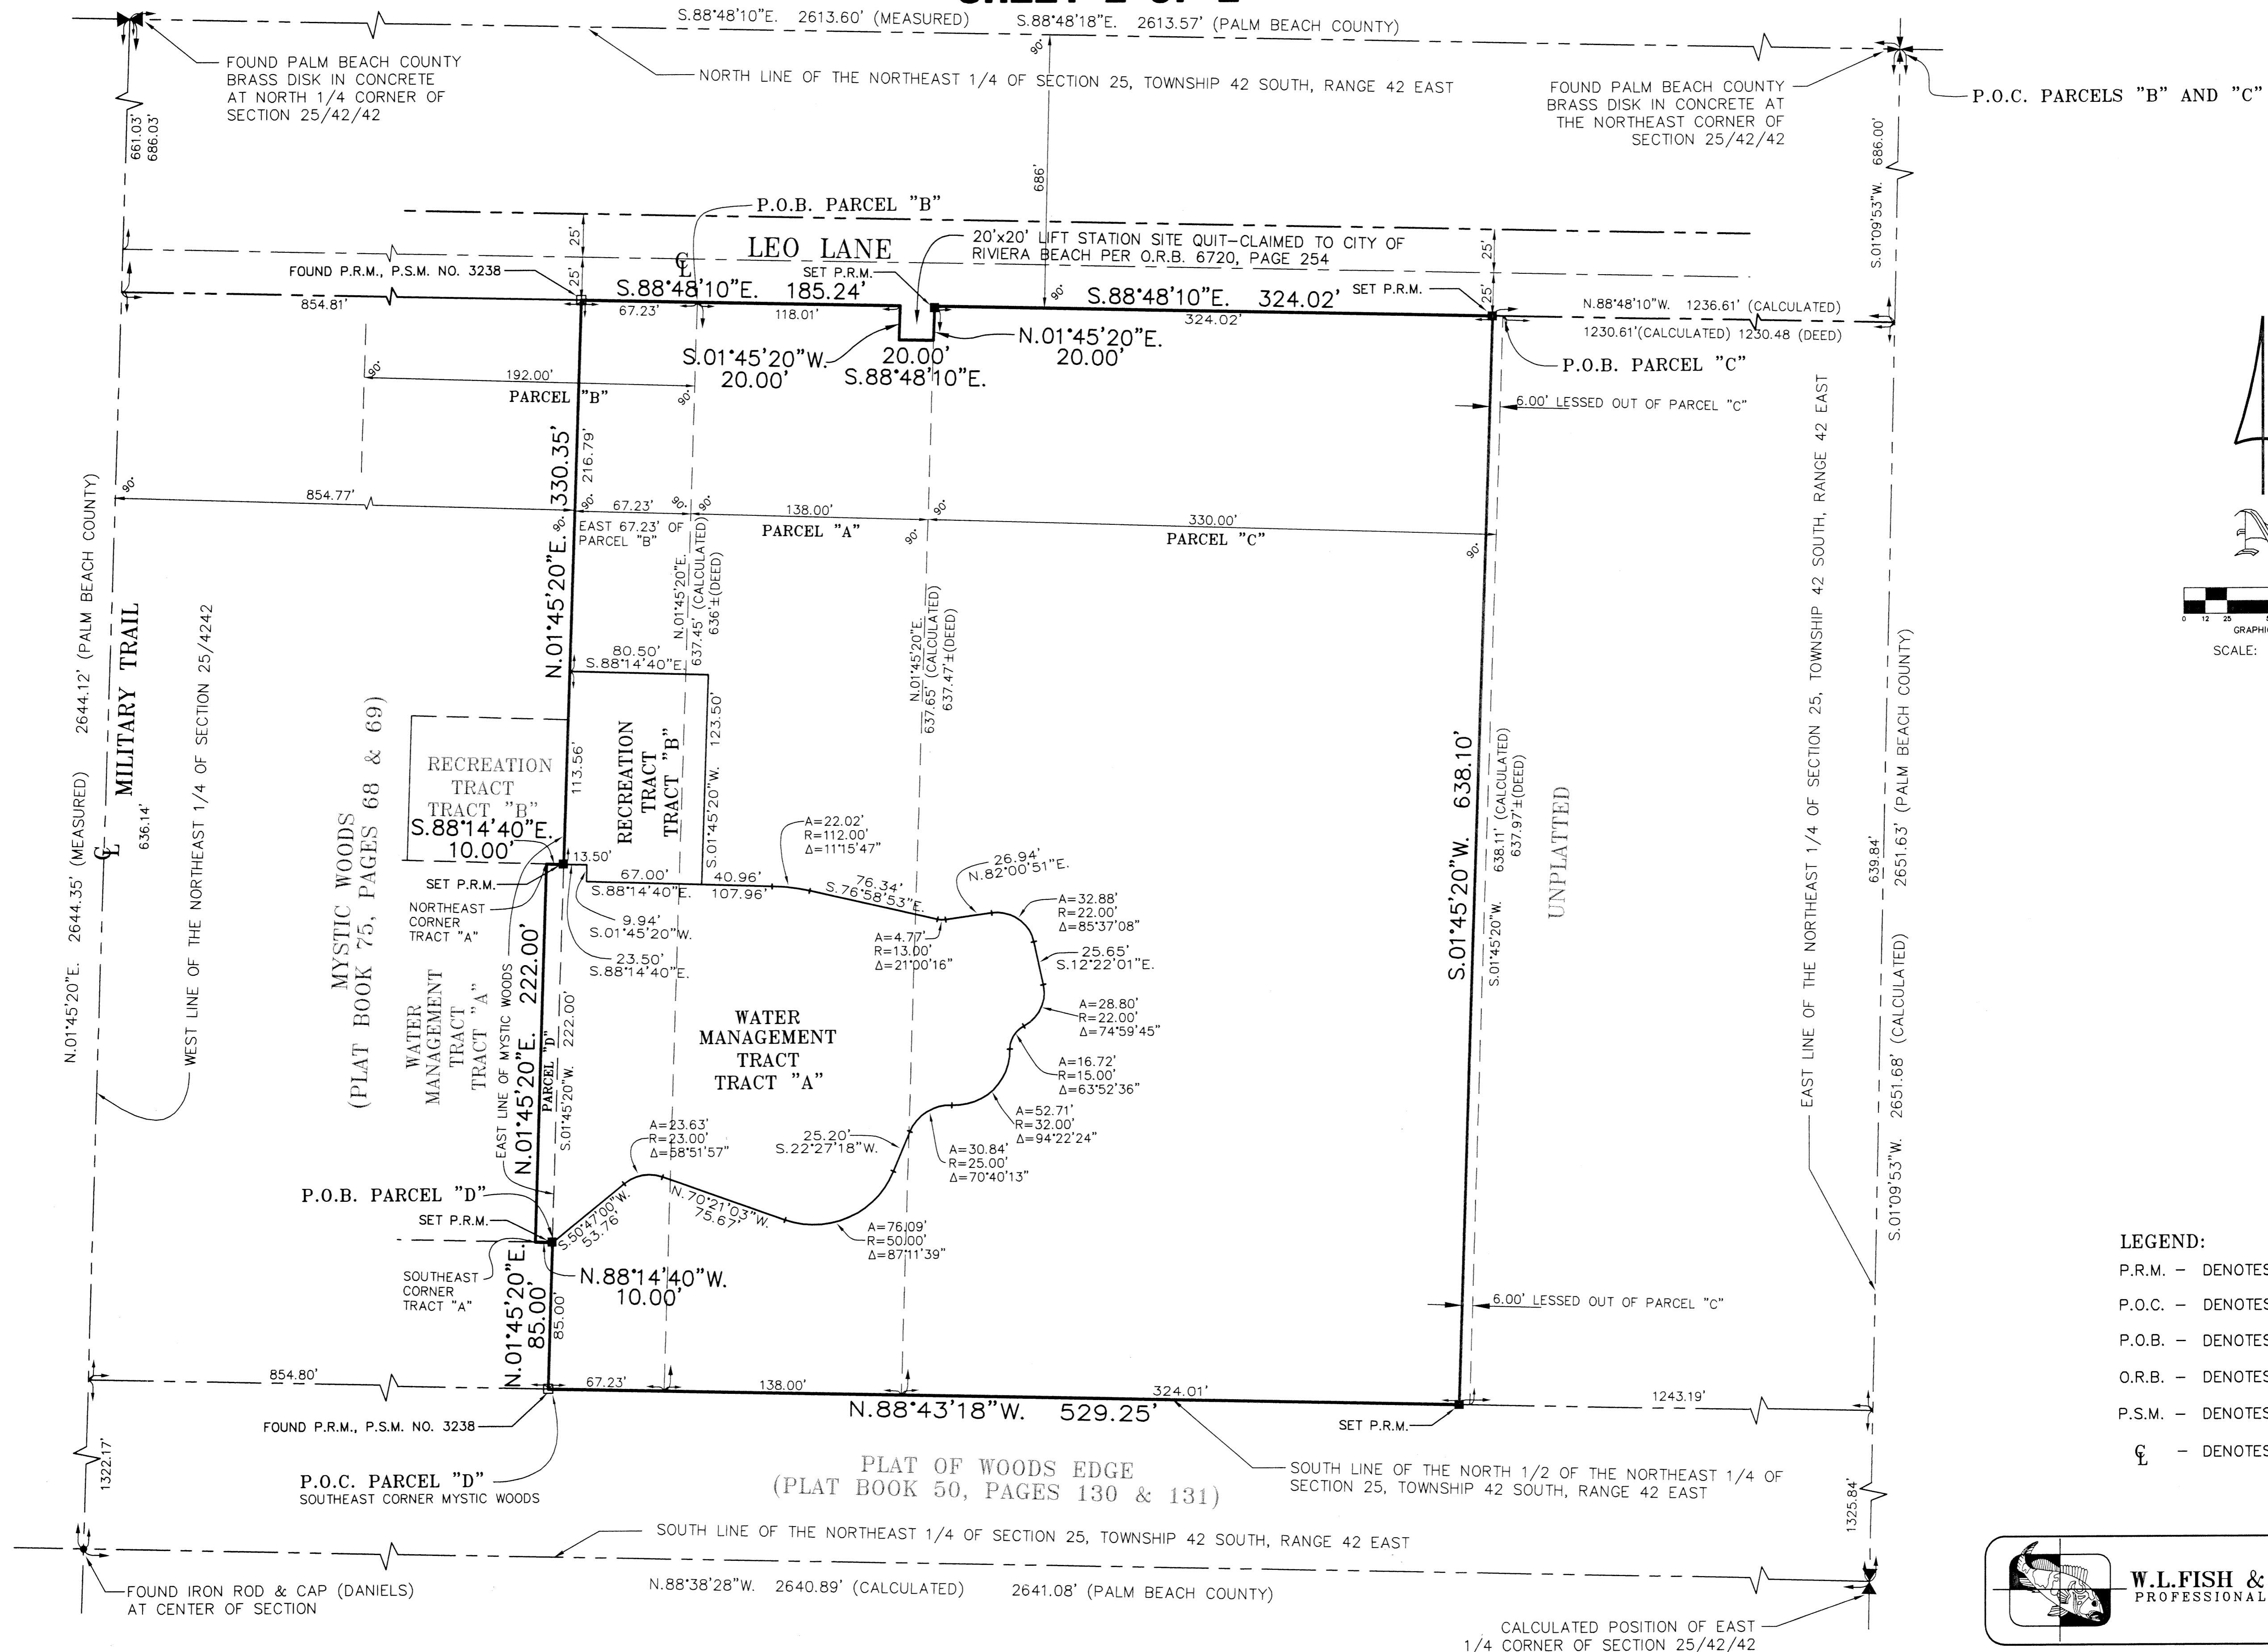 S.88°48'10"E. 2613.60' (MEASURED) S.88°48'18"E. 2613.57' (PALM BEACH COUNTY)
FOUND PALM BEACH COUNTY
BRASS DISK IN CONCRETE
AT NORTH 1/4 CORNER OF
SECTION 25/42/42
NORTH LINE OF THE NORTHEAST 1/4 OF SECTION 25, TOWNSHIP 42 SOUTH, RANGE 42 EAST
90°
FOUND PALM BEACH COUNTY
BRASS DISK IN CONCRETE AT
THE NORTHEAST CORNER OF
SECTION 25/42/42
P.O.C. PARCELS "B" AND "C"
661.03'
686.03'
686'
S.01°09'53"W. 686.00'
P.O.B. PARCEL "B"
25'
LEO LANE
20'x20' LIFT STATION SITE QUIT-CLAIMED TO CITY OF
RIVIERA BEACH PER O.R.B. 6720, PAGE 254
25'
FOUND P.R.M., P.S.M. NO. 3238
25'
SET P.R.M.
S.88°48'10"E. 185.24'
90°
S.88°48'10"E. 324.02'
SET P.R.M.
25'
N.88°48'10"W. 1236.61' (CALCULATED)
854.81'
67.23'
118.01'
324.02'
1230.61'(CALCULATED) 1230.48 (DEED)
S.01°45'20"W.
20.00'
20.00'
S.88°48'10"E.
N.01°45'20"E.
20.00'
P.O.B. PARCEL "C"
90°
192.00'
PARCEL "B"
90°
6.00' LESSED OUT OF PARCEL "C"
N.01°45'20"E. 330.35'
216.79'
90°
854.77'
90°
90°
67.23'
90°
90°
138.00'
90°
330.00'
EAST 67.23' OF
PARCEL "B"
PARCEL "A"
90°
PARCEL "C"
90°
N.01°45'20"E.
637.45' (CALCULATED)
636'±(DEED)
N.01°45'20"E.
637.65' (CALCULATED)
637.47'±(DEED)
EAST LINE OF THE NORTHEAST 1/4 OF SECTION 25, TOWNSHIP 42 SOUTH, RANGE 42 EAST
0 12 25
GRAPHI
SCALE:
N.01°45'20"E. 2644.35' (MEASURED) 2644.12' (PALM BEACH COUNTY)
MILITARY TRAIL
636.14'
WEST LINE OF THE NORTHEAST 1/4 OF SECTION 25/4242
MYSTIC WOODS
(PLAT BOOK 75, PAGES 68 & 69)
80.50'
S.88°14'40"E.
RECREATION
TRACT
TRACT "B"
S.88°14'40"E.
10.00'
113.56'
RECREATION
TRACT
TRACT "B"
S.01°45'20"W. 123.50'
S.01°45'20"W. 638.10'
S.01°45'20"W. 638.11' (CALCULATED)
637.97'±(DEED)
UNPLATTED
639.84'
S.01°09'53"W. 2651.68' (CALCULATED) 2651.63' (PALM BEACH COUNTY)
SET P.R.M.
13.50'
67.00'
S.88°14'40"E.
40.96'
107.96'
A=22.02'
R=112.00'
Δ=11°15'47"
76.34'
S.76°58'53"E.
26.94'
N.82°00'51"E.
NORTHEAST
CORNER
TRACT "A"
9.94'
S.01°45'20"W.
23.50'
S.88°14'40"E.
A=4.77'
R=13.00'
Δ=21°00'16"
A=32.88'
R=22.00'
Δ=85°37'08"
25.65'
S.12°22'01"E.
WATER
MANAGEMENT
TRACT
TRACT "A"
EAST LINE OF MYSTIC WOODS
N.01°45'20"E. 222.00'
PARCEL "D"
S.01°45'20"W. 222.00'
WATER
MANAGEMENT
TRACT
TRACT "A"
A=28.80'
R=22.00'
Δ=74°59'45"
A=16.72'
R=15.00'
Δ=63°52'36"
A=52.71'
R=32.00'
Δ=94°22'24"
A=23.63'
R=23.00'
Δ=58°51'57"
25.20'
S.22°27'18"W.
A=30.84'
R=25.00'
Δ=70°40'13"
P.O.B. PARCEL "D"
SET P.R.M.
S.50°47'00"W.
53.76'
N.70°21'03"W.
75.67'
A=76.09'
R=50.00'
Δ=87°11'39"
SOUTHEAST
CORNER
TRACT "A"
N.01°45'20"E.
85.00'
85.00'
N.88°14'40"W.
10.00'
6.00' LESSED OUT OF PARCEL "C"
LEGEND:
P.R.M. - DENOTES
P.O.C. - DENOTES
P.O.B. - DENOTES
O.R.B. - DENOTES
P.S.M. - DENOTES
℄ - DENOTES
854.80'
67.23'
138.00'
324.01'
1243.19'
N.88°43'18"W. 529.25'
FOUND P.R.M., P.S.M. NO. 3238
SET P.R.M.
1322.17'
P.O.C. PARCEL "D"
SOUTHEAST CORNER MYSTIC WOODS
PLAT OF WOODS EDGE
(PLAT BOOK 50, PAGES 130 & 131)
SOUTH LINE OF THE NORTH 1/2 OF THE NORTHEAST 1/4 OF
SECTION 25, TOWNSHIP 42 SOUTH, RANGE 42 EAST
1325.84'
SOUTH LINE OF THE NORTHEAST 1/4 OF SECTION 25, TOWNSHIP 42 SOUTH, RANGE 42 EAST
FOUND IRON ROD & CAP (DANIELS)
AT CENTER OF SECTION
N.88°38'28"W. 2640.89' (CALCULATED) 2641.08' (PALM BEACH COUNTY)
CALCULATED POSITION OF EAST
1/4 CORNER OF SECTION 25/42/42
W.L.FISH &
PROFESSIONAL